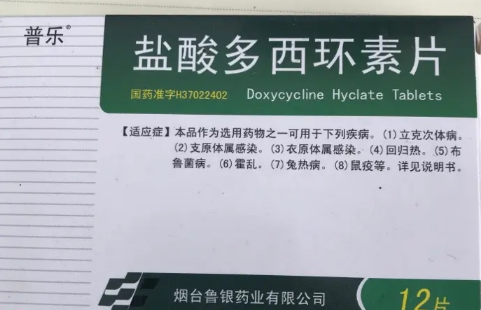 普乐®
盐酸多西环素片
国药准字H37022402 Doxycycline Hyclate Tablets
【适应症】本品作为选用药物之一可用于下列疾病。(1)立克次体病。
(2)支原体属感染。(3)衣原体属感染。(4)回归热。(5)布
鲁菌病。(6)霍乱。(7)兔热病。(8)鼠疫等。详见说明书。
烟台鲁银药业有限公司
12片